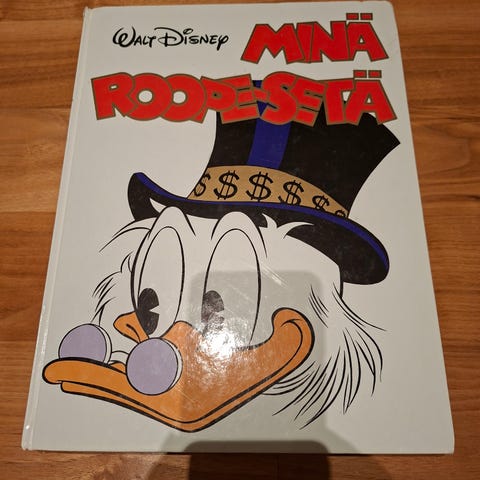 WALT DISNEY
MINÄ
ROOPE-SETÄ
$ $ $ $ $ $ $